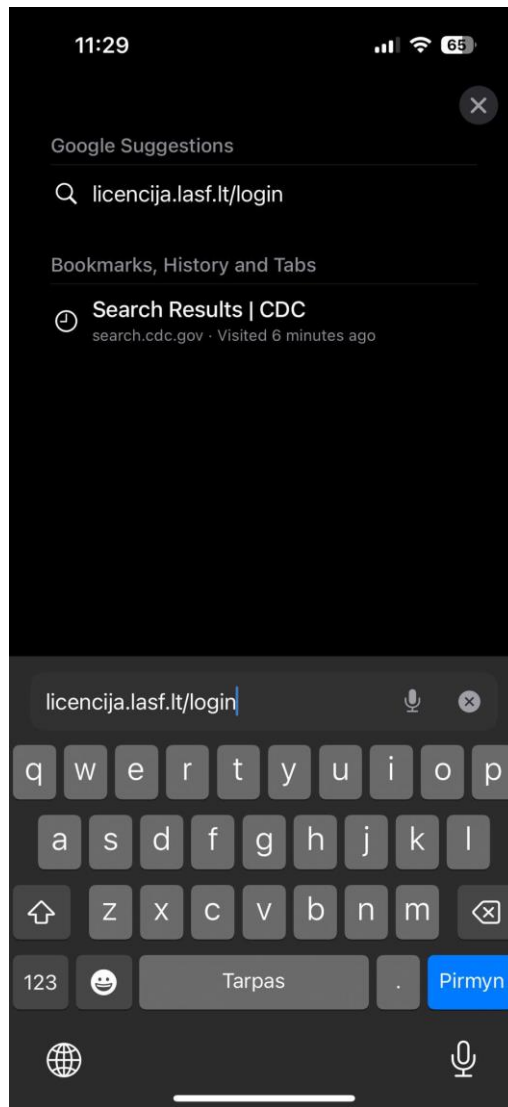 11:29
65
Google Suggestions
licencija.lasf.lt/login
Bookmarks, History and Tabs
Search Results | CDC
search.cdc.gov · Visited 6 minutes ago
licencija.lasf.lt/login
q w e r t y u i o p
a s d f g h j k l
z x c v b n m
123 Tarpas . Pirmyn